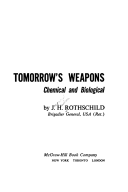 TOMORROW'S WEAPONS
Chemical and Biological
by J. H. ROTHSCHILD
Brigadier General, USA (Ret.)
McGraw-Hill Book Company
NEW YORK TORONTO LONDON